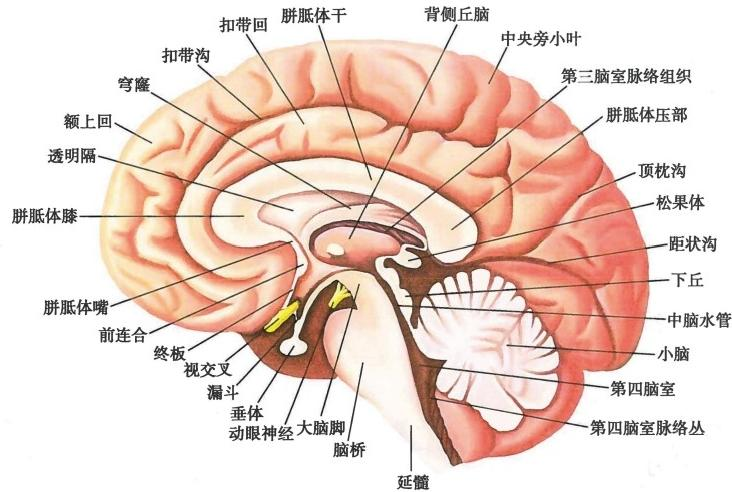 胼胝体干
背侧丘脑
扣带回
中央旁小叶
扣带沟
第三脑室脉络组织
穹窿
胼胝体压部
额上回
透明隔
顶枕沟
松果体
胼胝体膝
距状沟
下丘
胼胝体嘴
中脑水管
前连合
终板
小脑
视交叉
第四脑室
漏斗
垂体
第四脑室脉络丛
动眼神经
大脑脚
脑桥
延髓